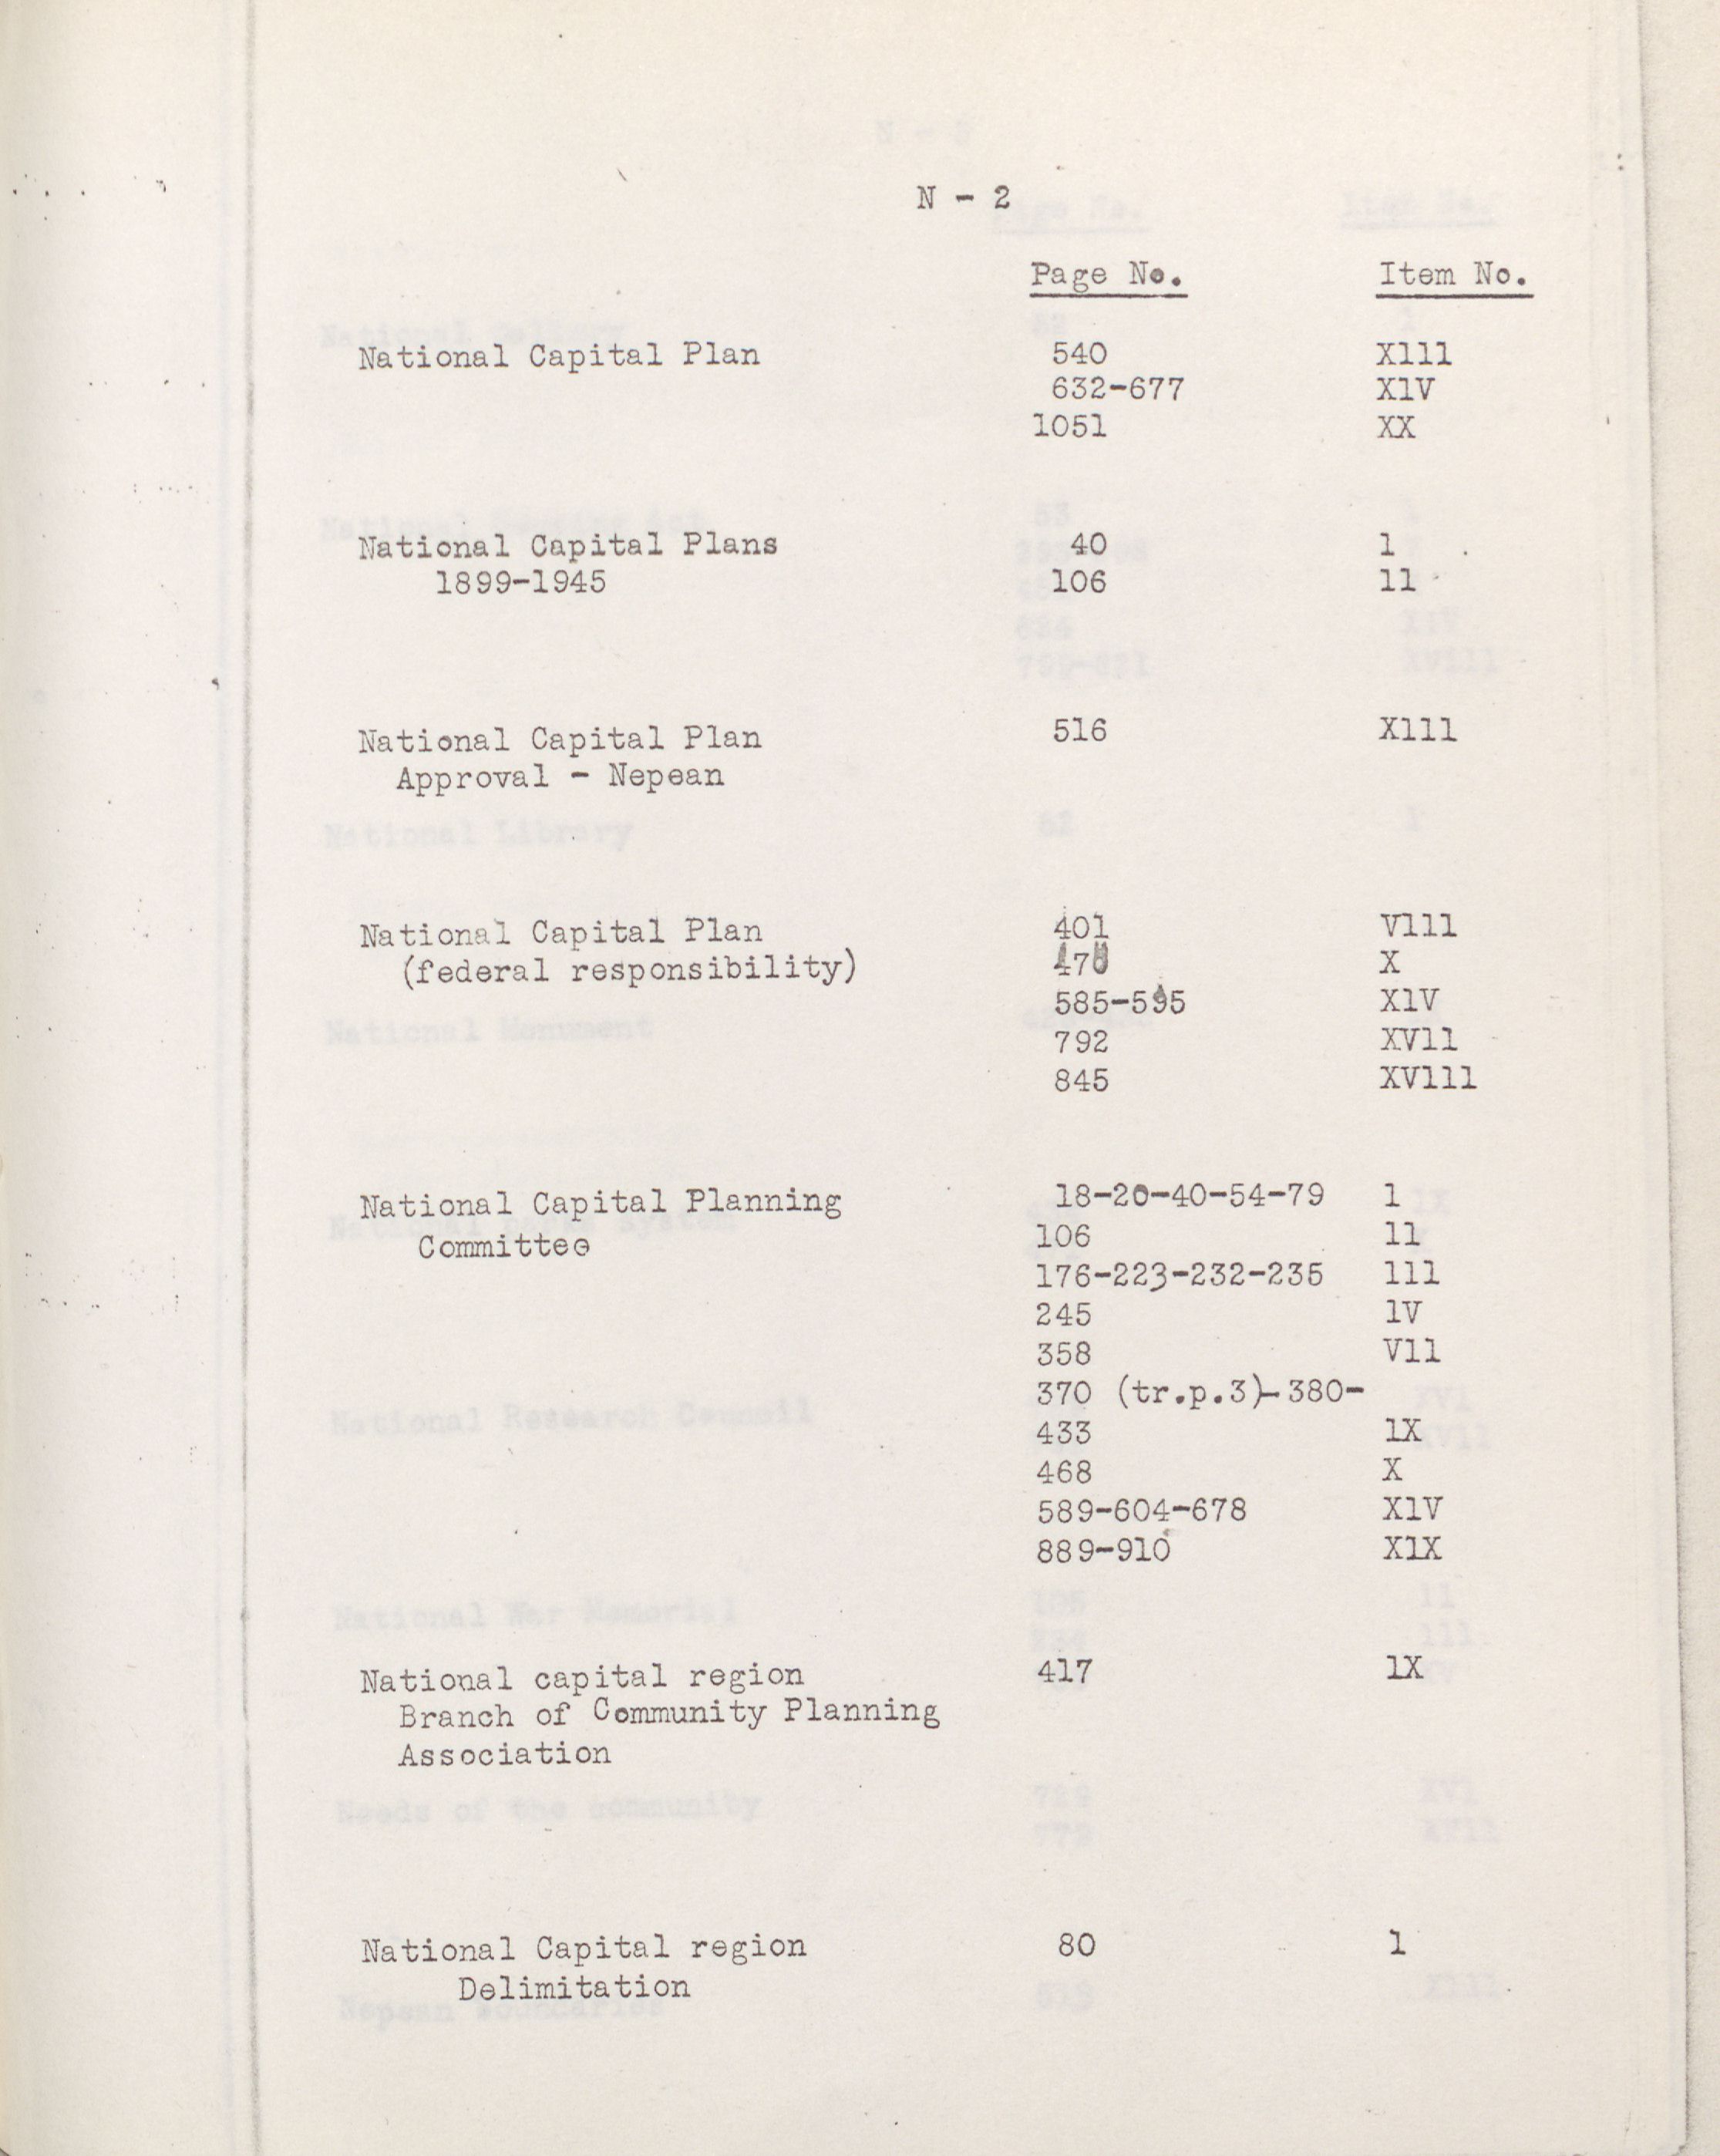 N - 2
Page No. Item No.
National Capital Plan 540 X111
632-677 X1V
1051 XX
National Capital Plans 40 1
1899-1945 106 11
National Capital Plan 516 X111
Approval - Nepean
National Capital Plan 401 V111
(federal responsibility) 470 X
585-595 X1V
792 XV11
845 XV111
National Capital Planning 18-20-40-54-79 1
Committee 106 11
176-223-232-235 111
245 1V
358 V11
370 (tr.p.3)-380-
433 1X
468 X
589-604-678 X1V
889-910 X1X
National capital region 417 1X
Branch of Community Planning
Association
National Capital region 80 1
Delimitation